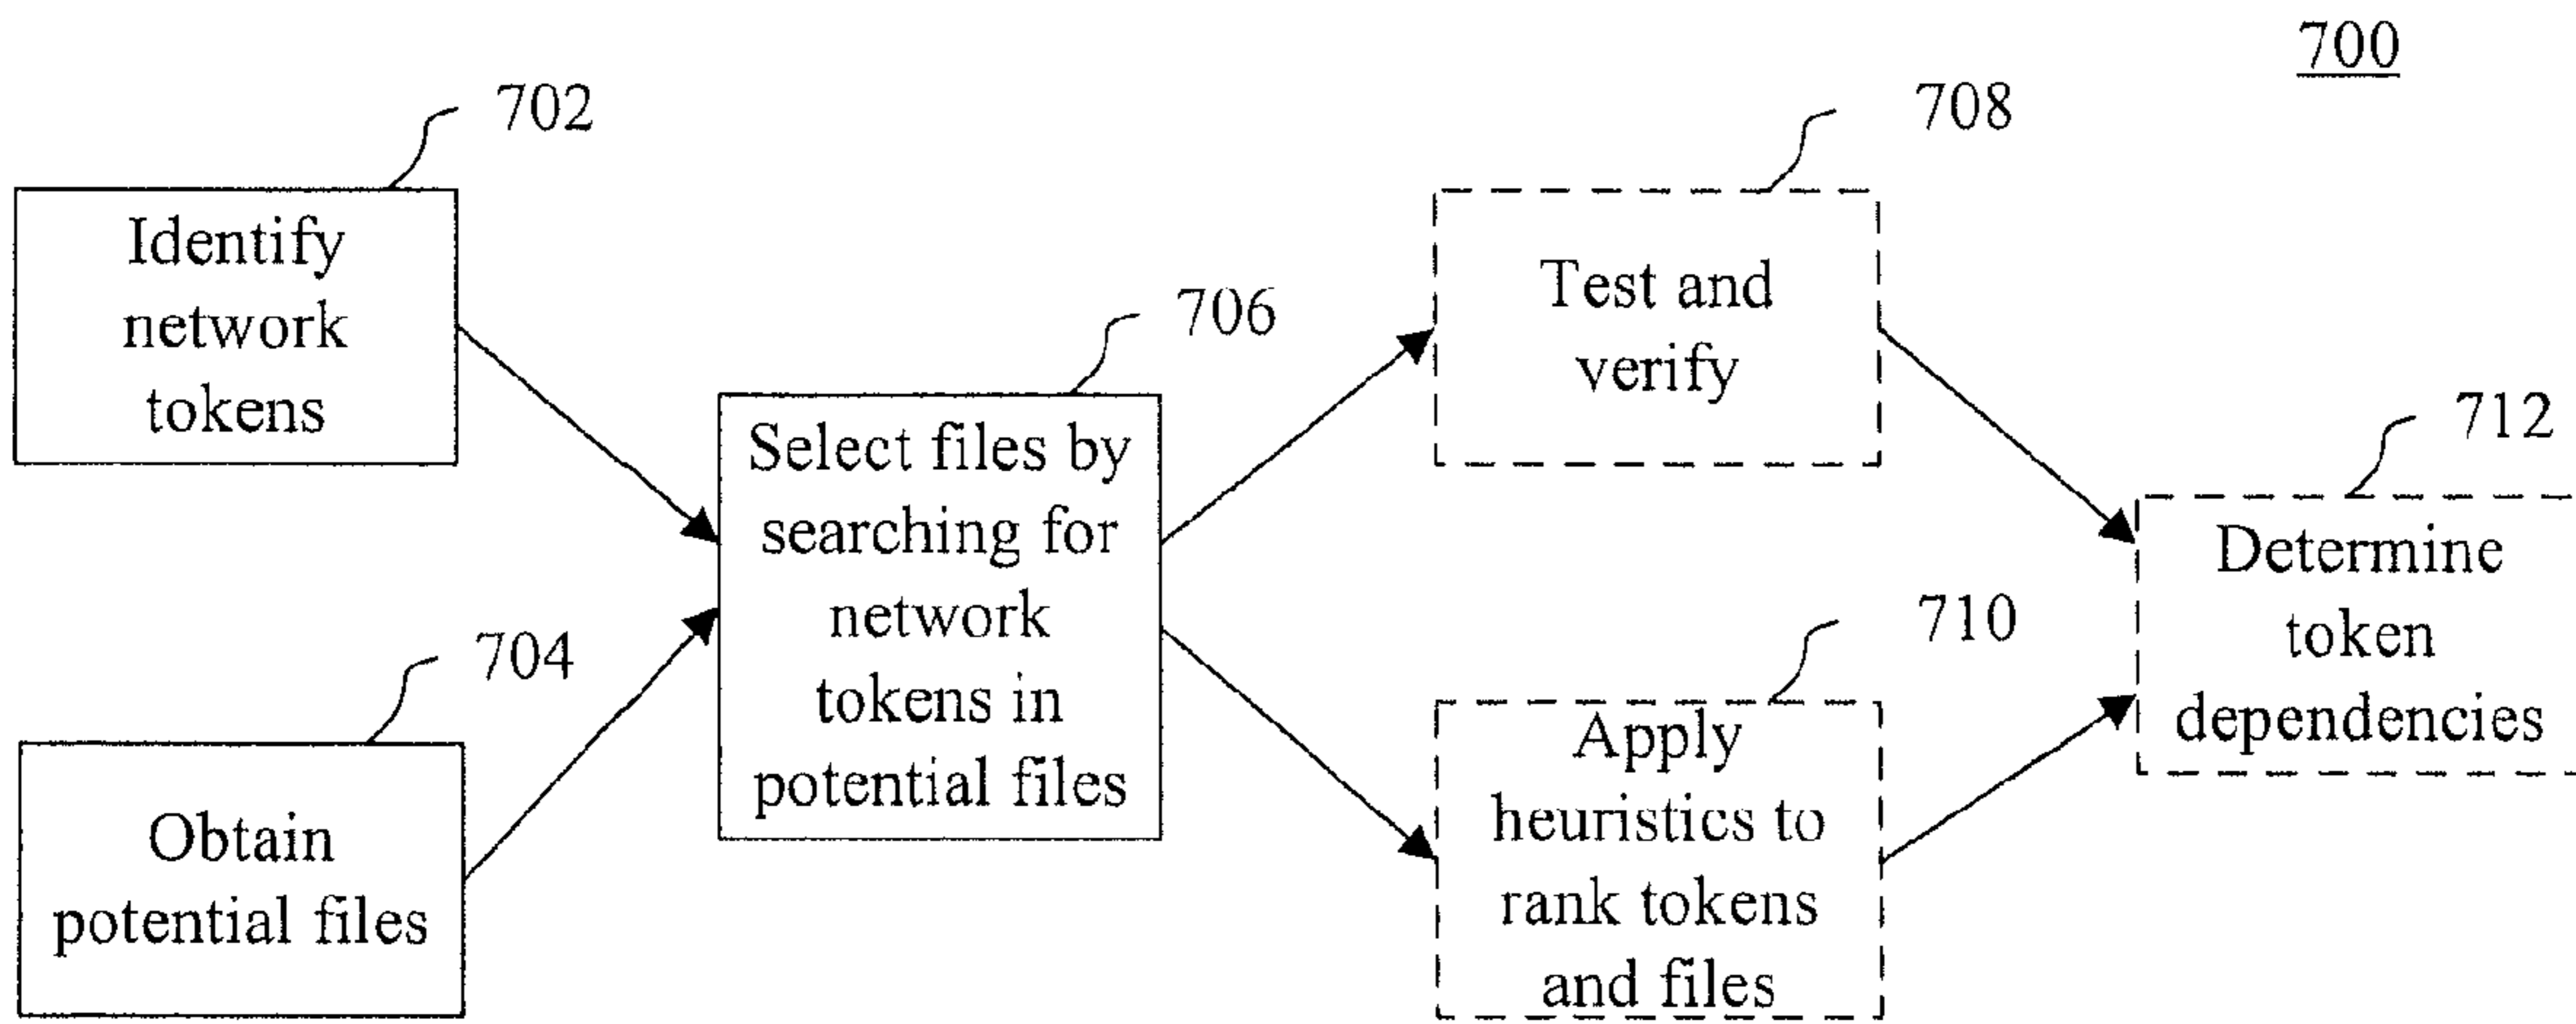 700
702
Identify
network
tokens
704
Obtain
potential files
706
Select files by
searching for
network
tokens in
potential files
708
Test and
verify
710
Apply
heuristics to
rank tokens
and files
712
Determine
token
dependencies